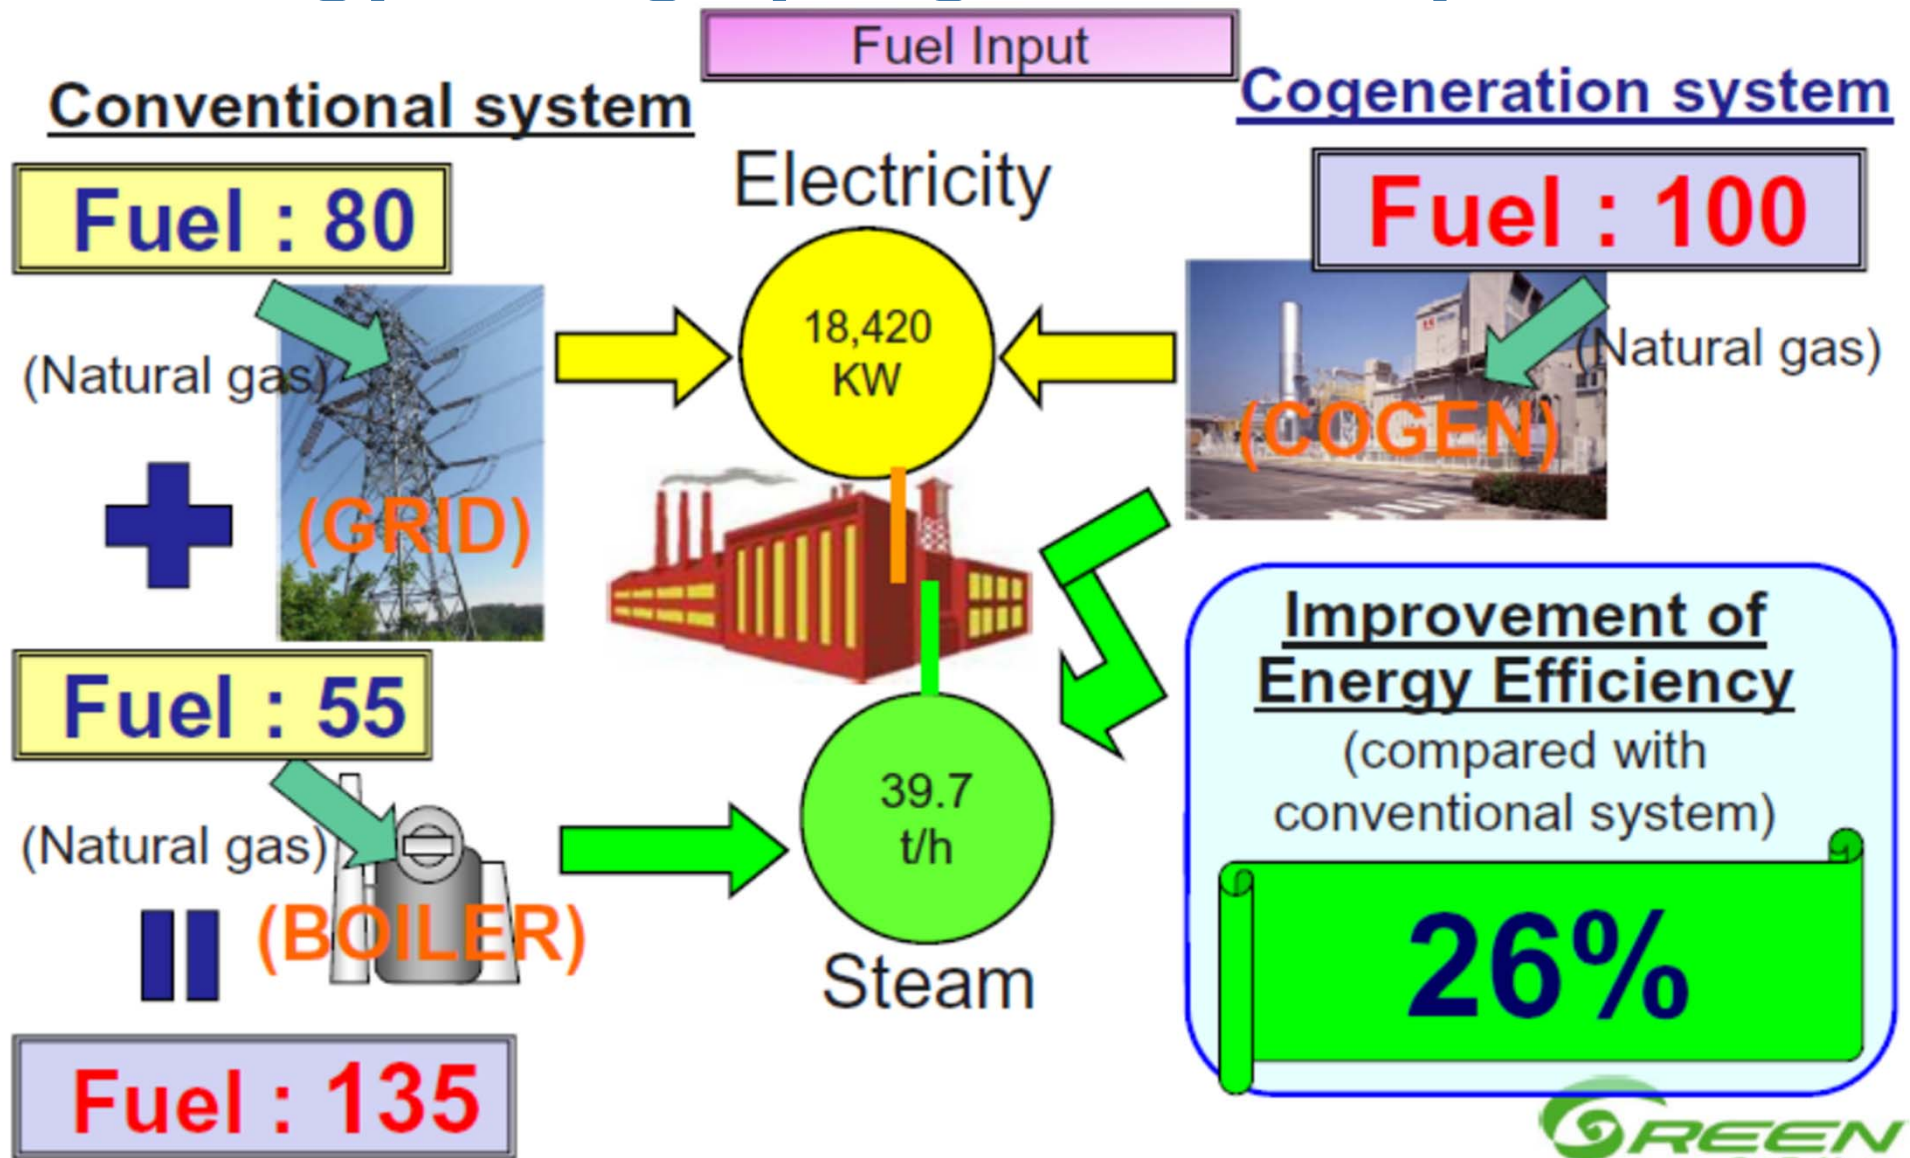 Fuel Input
Conventional system
Cogeneration system
Fuel : 80
Electricity
Fuel : 100
18,420
KW
(Natural gas)
(Natural gas)
(COGEN)
(GRID)
Improvement of
Energy Efficiency
(compared with
conventional system)
26%
Fuel : 55
39.7
t/h
(Natural gas)
(BOILER)
Steam
Fuel : 135
GREEN